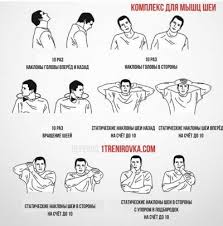 КОМПЛЕКС ДЛЯ МЫШЦ ШЕИ
10 РАЗ
НАКЛОНЫ ГОЛОВЫ ВПЕРЁД И НАЗАД
10 РАЗ
НАКЛОНЫ ГОЛОВЫ В СТОРОНЫ
10 РАЗ
ВРАЩЕНИЕ ШЕЕЙ
СТАТИЧЕСКИЕ НАКЛОНЫ ШЕИ НАЗАД
НА СЧЁТ ДО 10
СТАТИЧЕСКИЕ НАКЛОНЫ ШЕИ ВПЕРЁД
НА СЧЁТ ДО 10
1TRENIROVKA.COM
СТАТИЧЕСКИЕ НАКЛОНЫ ШЕИ В СТОРОНЫ
НА СЧЁТ ДО 10
СТАТИЧЕСКИЕ НАКЛОНЫ ШЕИ
С УПОРОМ В ПОДБОРОДОК
НА СЧЁТ ДО 10